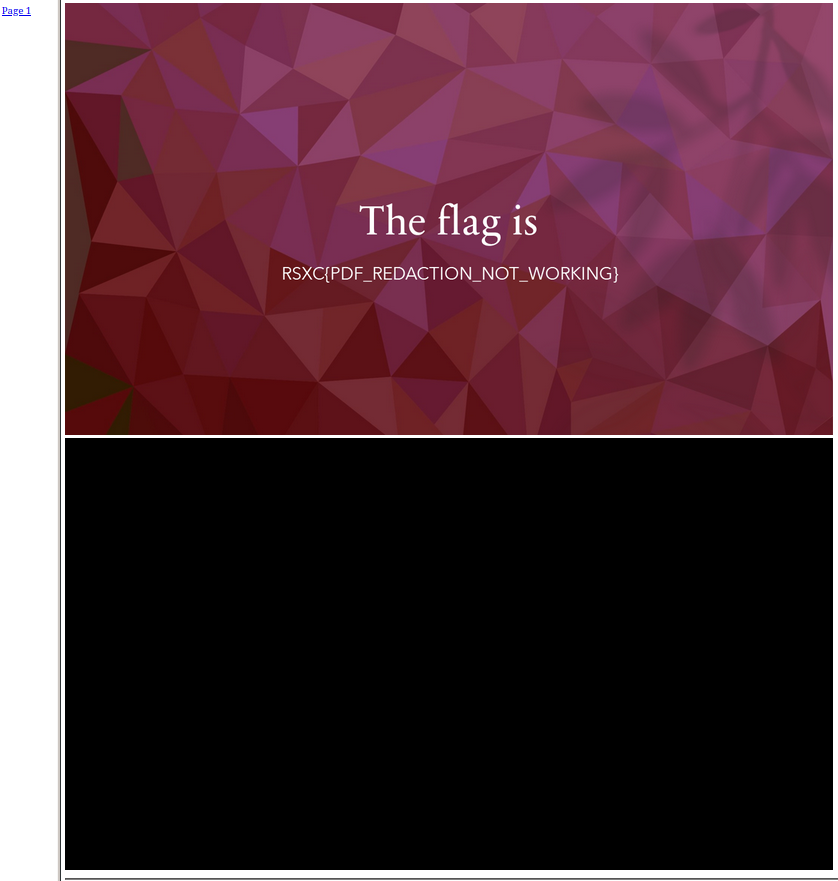 Page 1
The flag is
RSXC{PDF_REDACTION_NOT_WORKING}